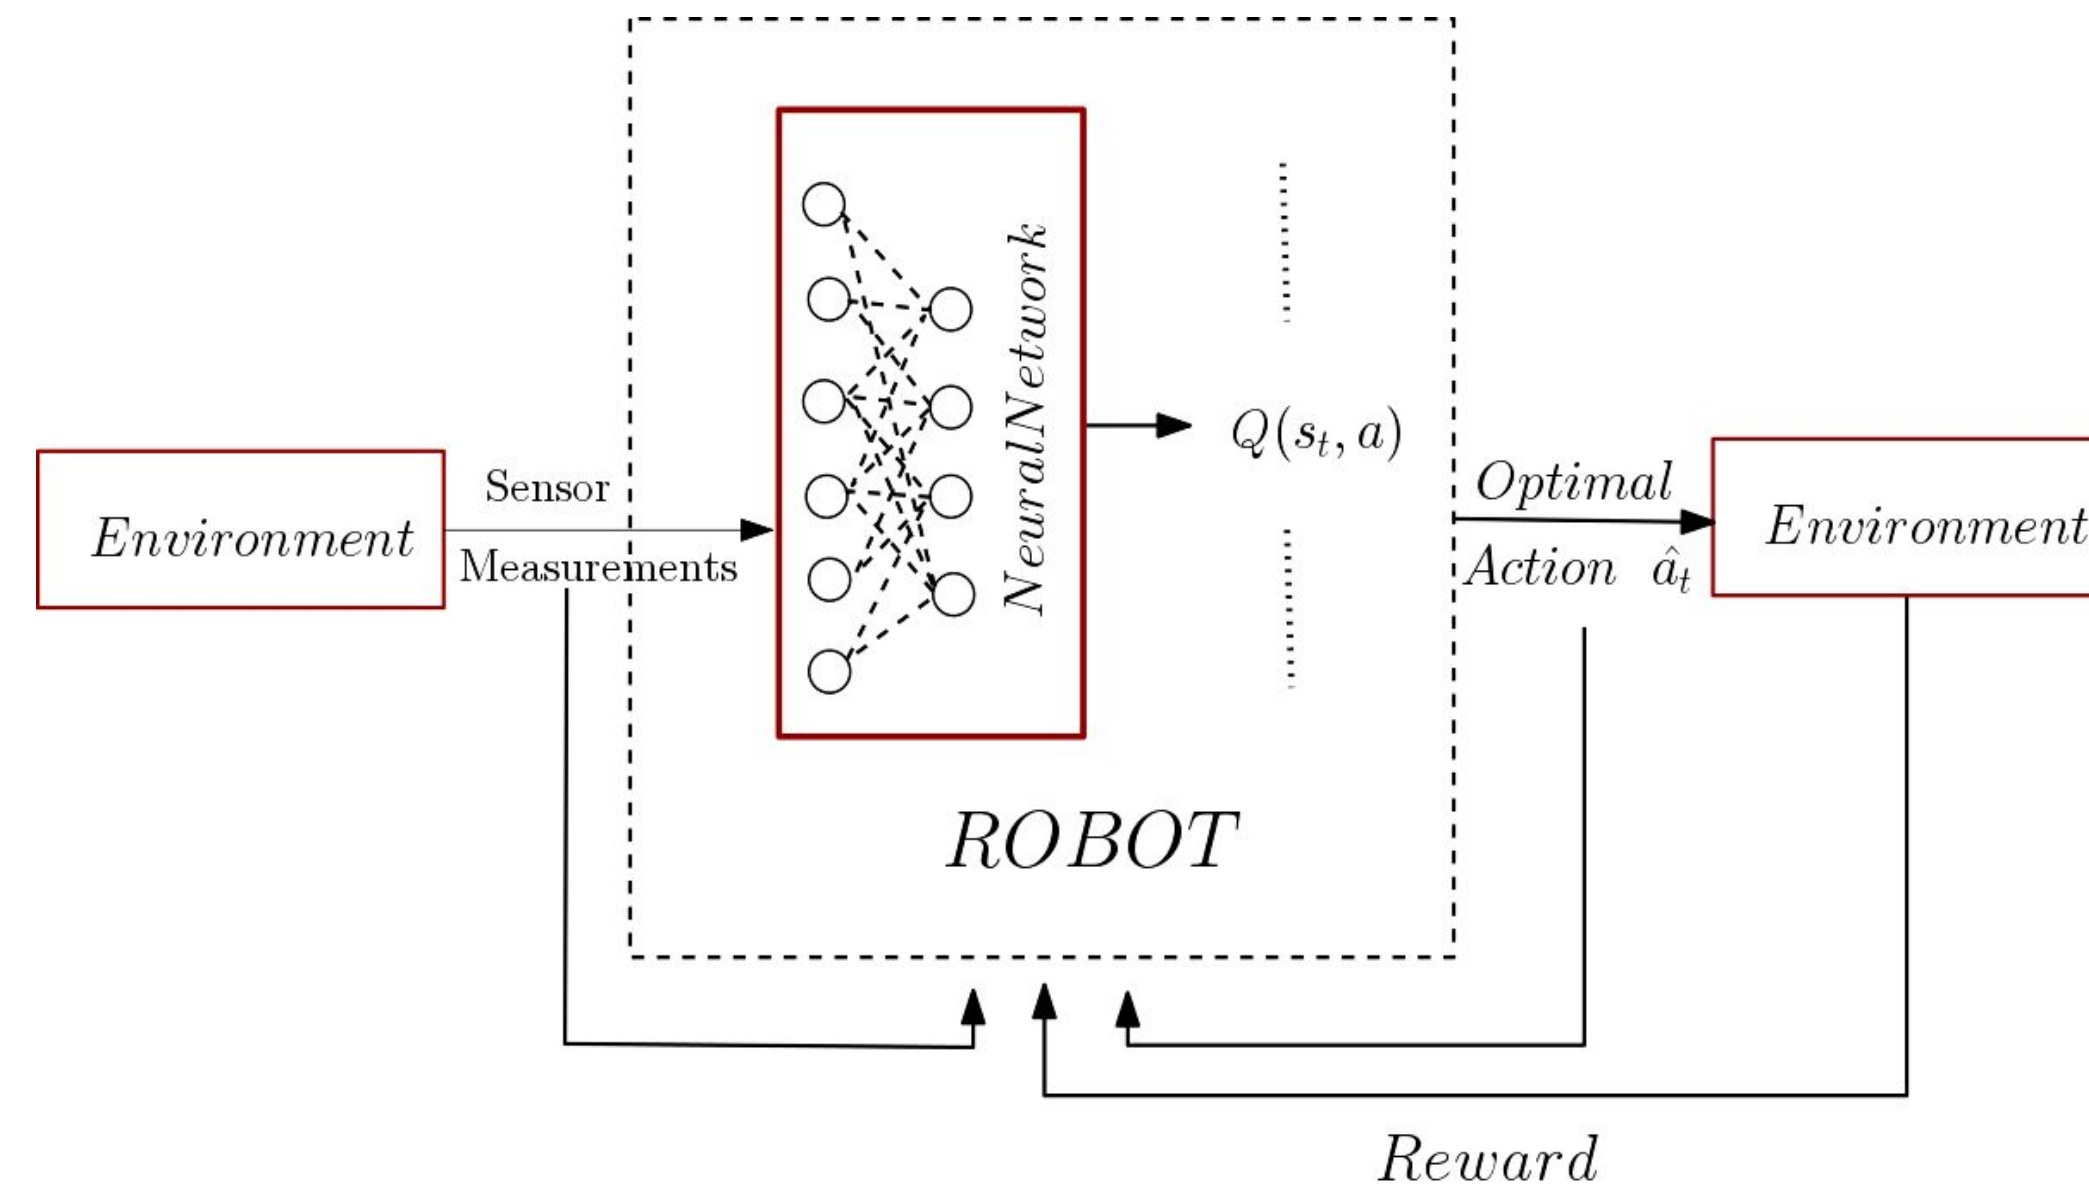 Environment
Sensor
Measurements
NeuralNetwork
Q(s_t, a)
ROBOT
Optimal
Action â_t
Environment
Reward